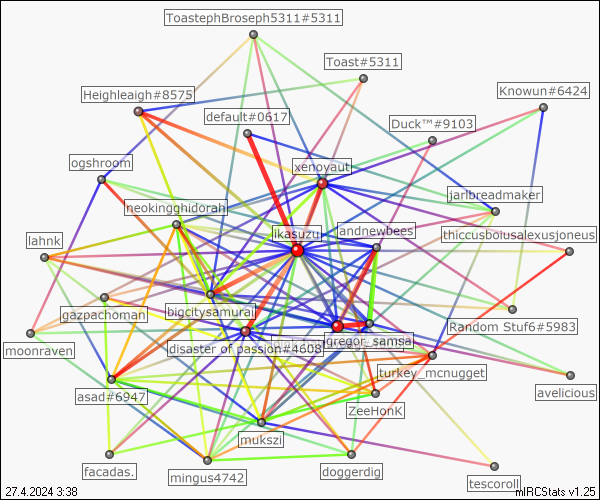 ToastephBroseph5311#5311
Toast#5311
Heighleaigh#8575
Knowun#6424
default#0617
Duck™#9103
ogshroom
xenoyaut
jarlbreadmaker
neokingghidorah
andnewbees
likasuzu
thiccusbotusalexusjoneus
lahnk
gazpachoman
bigcitysamurai
Random Stuf6#5983
moonraven
disaster of passion#4608
gregor_samsa
turkey_mcnugget
asad#6947
avelicious
ZeeHonK
mukszi
facadas.
mingus4742
doggerdig
tescoroll
27.4.2024 3:38
mIRCStats v1.25